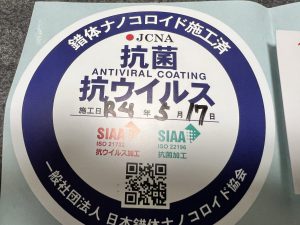 錯体ナノコロイド施工済
JCNA
抗菌
ANTIVIRAL COATING
抗ウイルス
施工日 R4 年 5 月 17 日
SIAA SIAA
ISO 21702 ISO 22196
抗ウイルス加工 抗菌加工
一般社団法人 日本錯体ナノコロイド協会